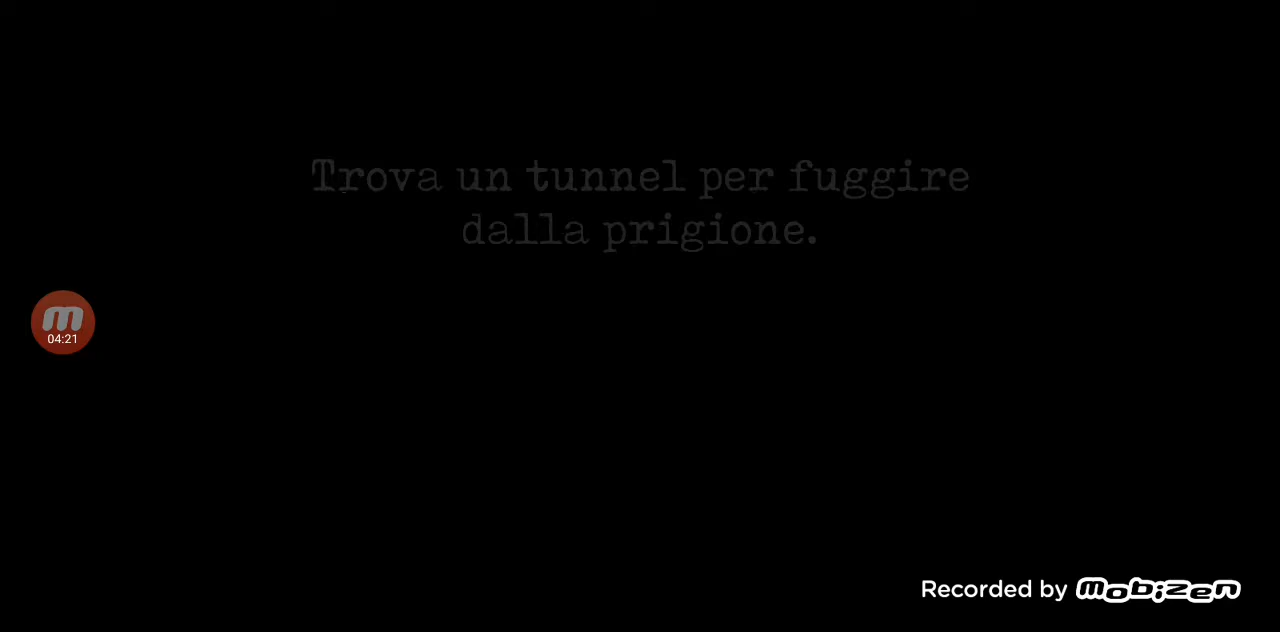 Trova un tunnel per fuggire
dalla prigione.
m
04:21
Recorded by mobizen